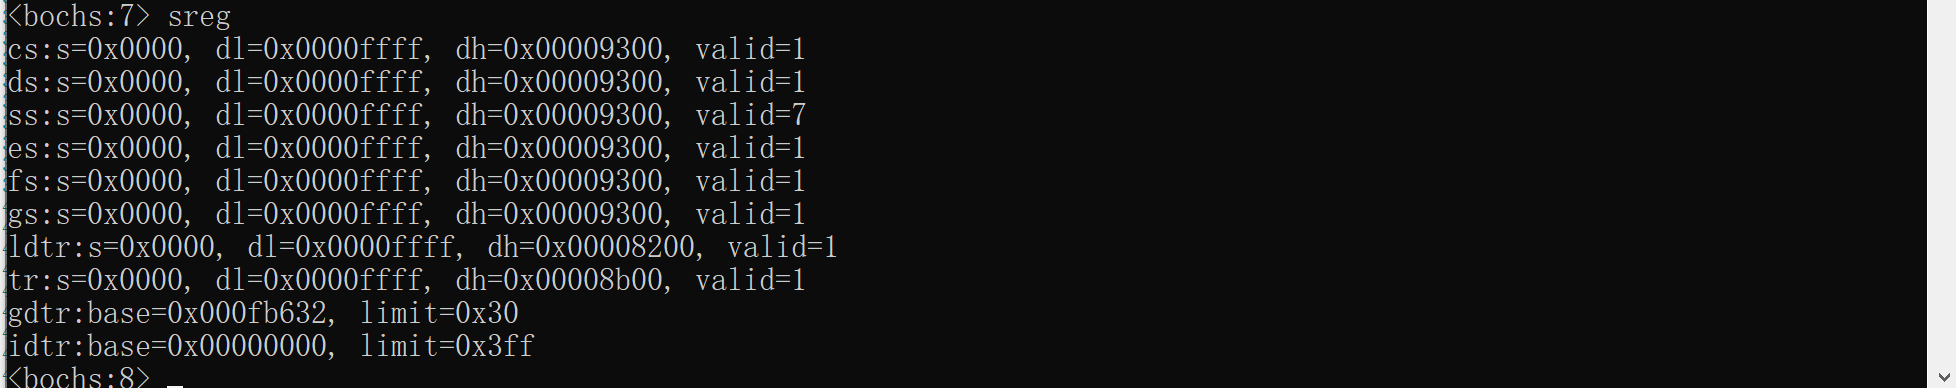 <bochs:7> sreg
cs:s=0x0000, dl=0x0000ffff, dh=0x00009300, valid=1
ds:s=0x0000, dl=0x0000ffff, dh=0x00009300, valid=1
ss:s=0x0000, dl=0x0000ffff, dh=0x00009300, valid=7
es:s=0x0000, dl=0x0000ffff, dh=0x00009300, valid=1
fs:s=0x0000, dl=0x0000ffff, dh=0x00009300, valid=1
gs:s=0x0000, dl=0x0000ffff, dh=0x00009300, valid=1
ldtr:s=0x0000, dl=0x0000ffff, dh=0x00008200, valid=1
tr:s=0x0000, dl=0x0000ffff, dh=0x00008b00, valid=1
gdtr:base=0x000fb632, limit=0x30
idtr:base=0x00000000, limit=0x3ff
<bochs:8> _